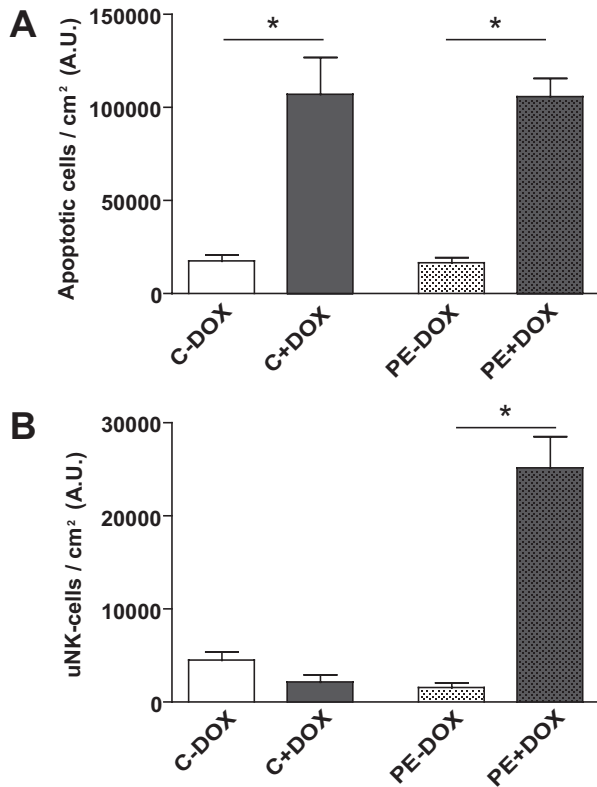 A
Apoptotic cells / cm² (A.U.)
150000
100000
50000
0
*
*
C-DOX
C+DOX
PE-DOX
PE+DOX
B
uNK-cells / cm² (A.U.)
30000
20000
10000
0
*
C-DOX
C+DOX
PE-DOX
PE+DOX